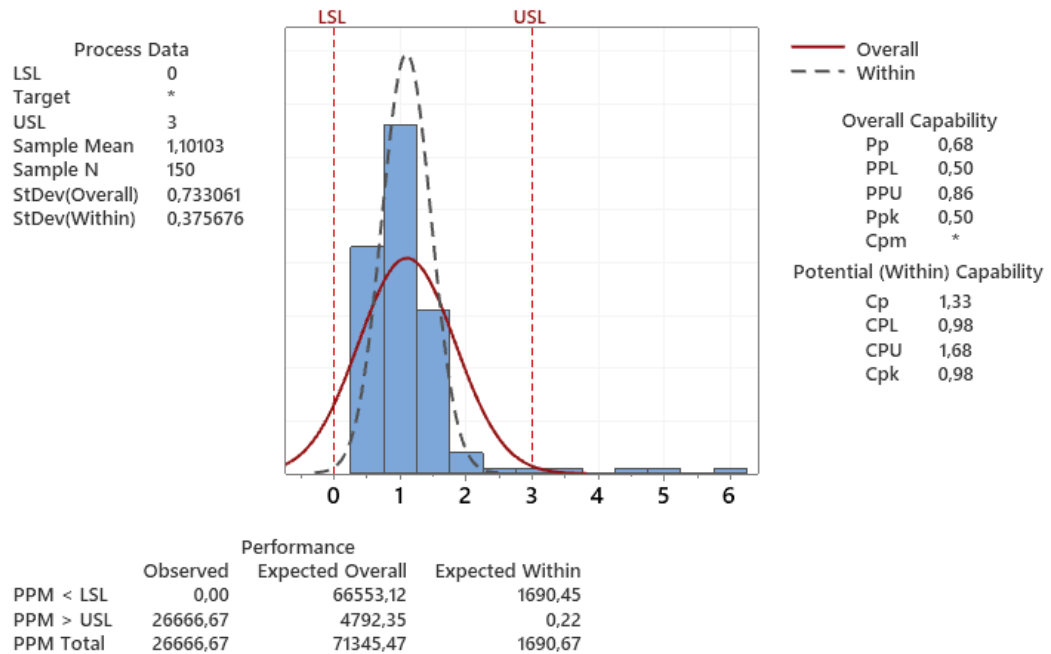 LSL USL
Process Data
LSL 0
Target *
USL 3
Sample Mean 1,10103
Sample N 150
StDev(Overall) 0,733061
StDev(Within) 0,375676
Overall
Within
Overall Capability
Pp 0,68
PPL 0,50
PPU 0,86
Ppk 0,50
Cpm *
Potential (Within) Capability
Cp 1,33
CPL 0,98
CPU 1,68
Cpk 0,98
0 1 2 3 4 5 6
Performance
Observed Expected Overall Expected Within
PPM < LSL 0,00 66553,12 1690,45
PPM > USL 26666,67 4792,35 0,22
PPM Total 26666,67 71345,47 1690,67